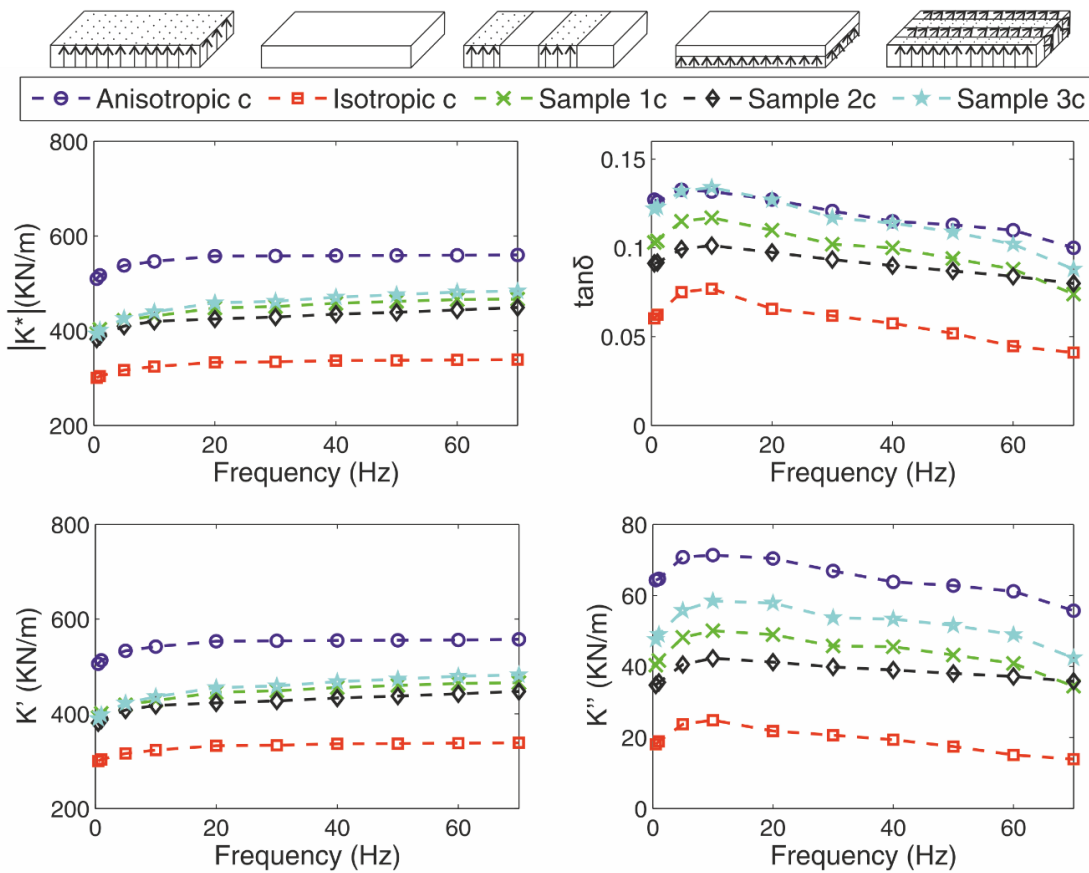 Anisotropic c Isotropic c Sample 1c Sample 2c Sample 3c
800
600
400
200
|K*|(KN/m)
0 20 40 60
Frequency (Hz)
0.15
0.1
0.05
0
tanδ
0 20 40 60
Frequency (Hz)
800
600
400
200
K' (KN/m)
0 20 40 60
Frequency (Hz)
80
60
40
20
0
K'' (KN/m)
0 20 40 60
Frequency (Hz)